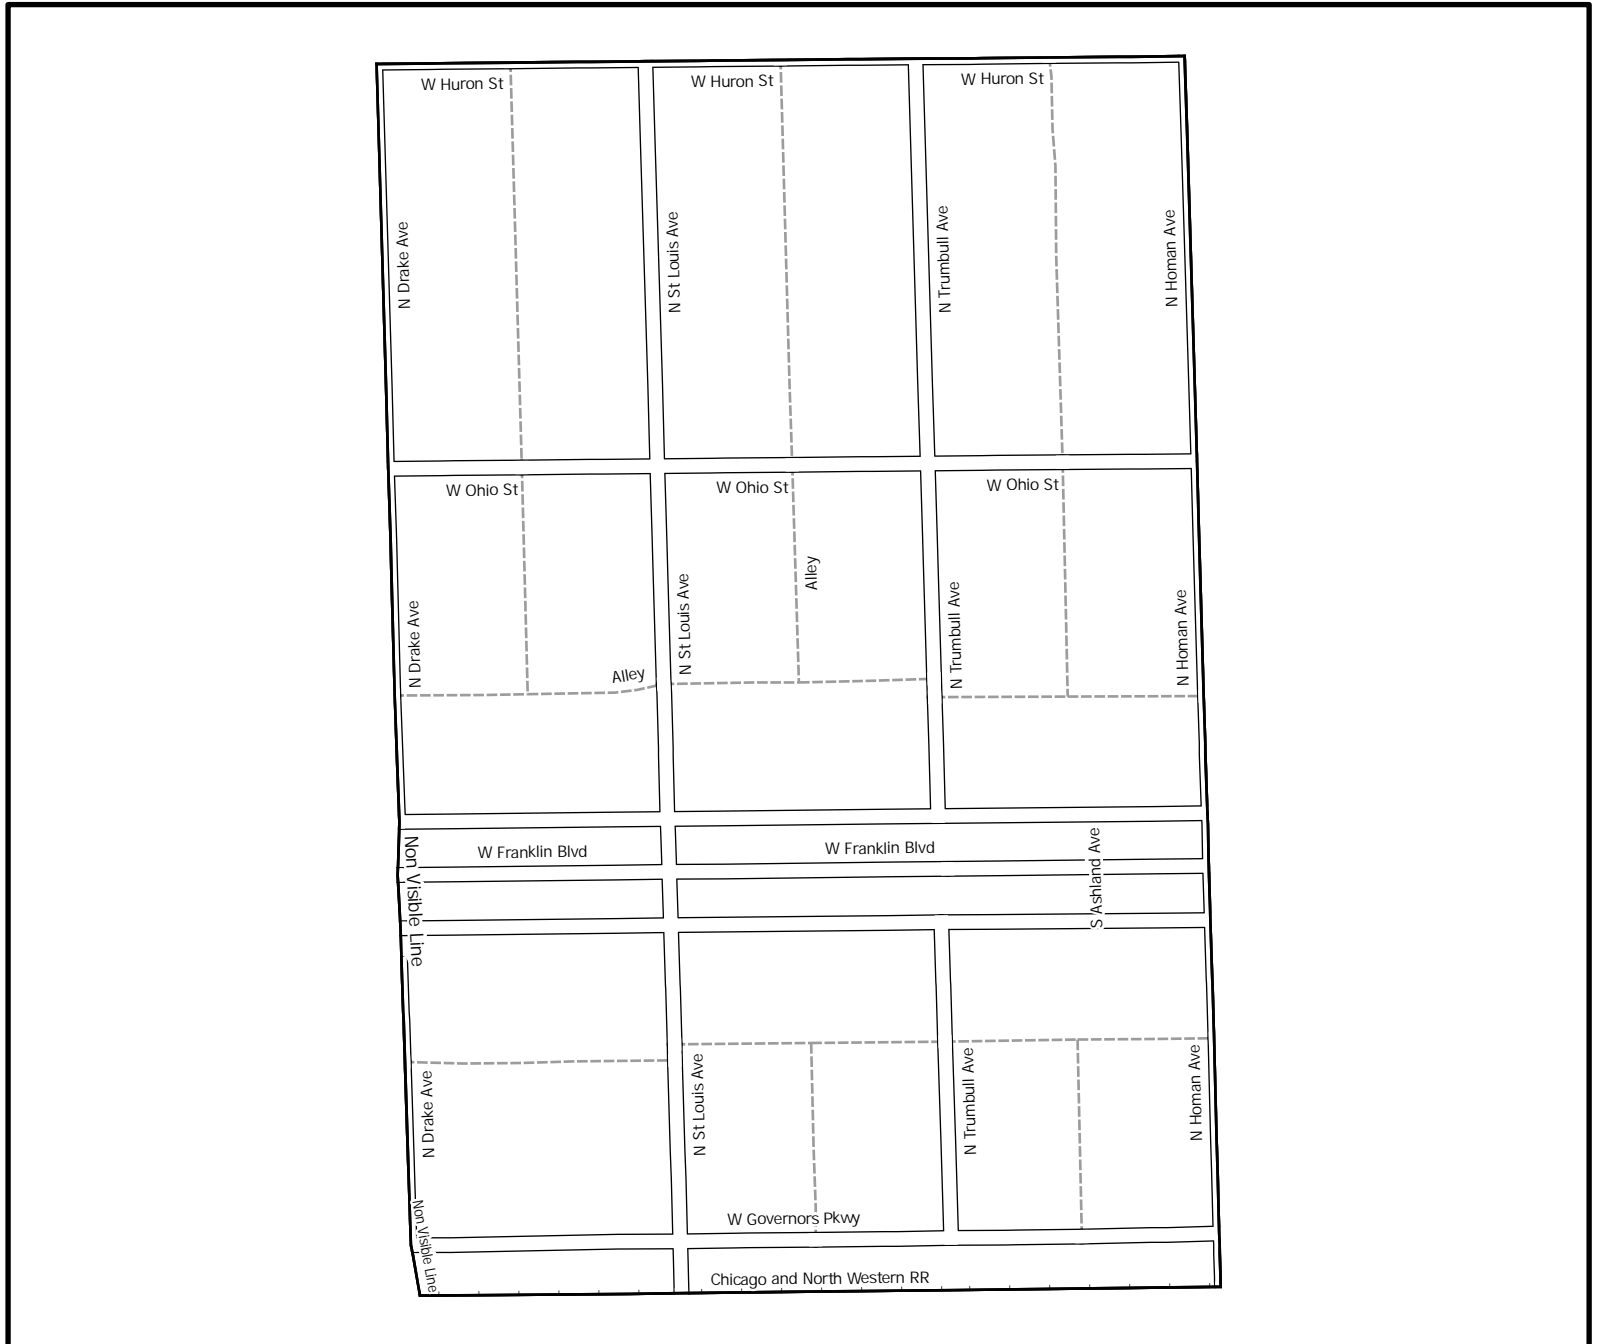 W Huron St
W Huron St
W Huron St
N Drake Ave
N St Louis Ave
N Trumbull Ave
N Homan Ave
W Ohio St
W Ohio St
W Ohio St
Alley
N Drake Ave
N St Louis Ave
N Trumbull Ave
N Homan Ave
Alley
Non Visible Line
W Franklin Blvd
W Franklin Blvd
S Ashland Ave
N Drake Ave
N St Louis Ave
N Trumbull Ave
N Homan Ave
W Governors Pkwy
Non Visible Line
Chicago and North Western RR